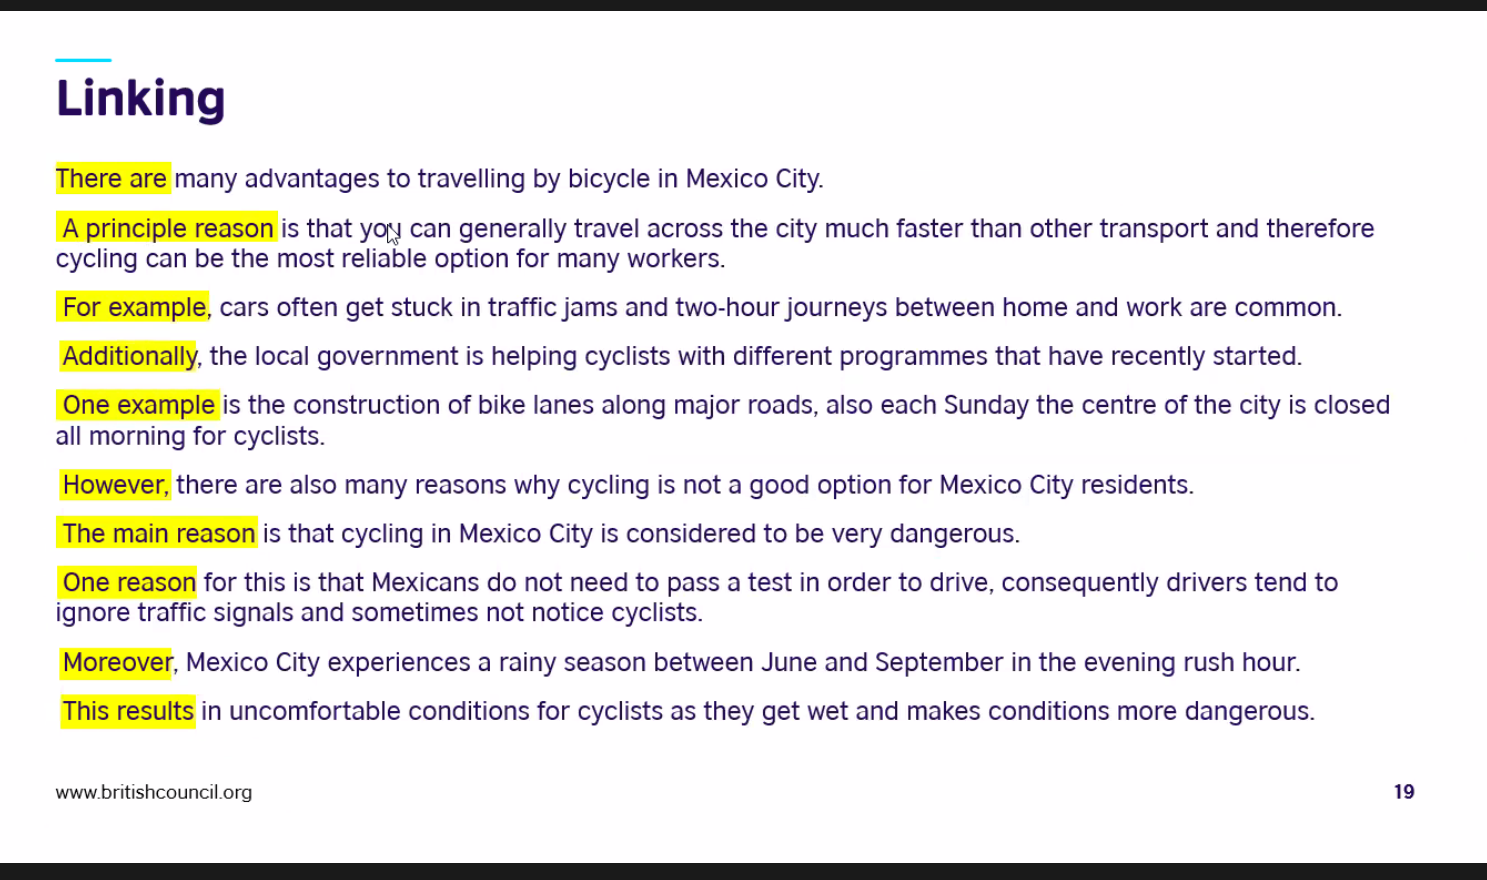 Linking
There are many advantages to travelling by bicycle in Mexico City.
A principle reason is that you can generally travel across the city much faster than other transport and therefore
cycling can be the most reliable option for many workers.
For example, cars often get stuck in traffic jams and two-hour journeys between home and work are common.
Additionally, the local government is helping cyclists with different programmes that have recently started.
One example is the construction of bike lanes along major roads, also each Sunday the centre of the city is closed
all morning for cyclists.
However, there are also many reasons why cycling is not a good option for Mexico City residents.
The main reason is that cycling in Mexico City is considered to be very dangerous.
One reason for this is that Mexicans do not need to pass a test in order to drive, consequently drivers tend to
ignore traffic signals and sometimes not notice cyclists.
Moreover, Mexico City experiences a rainy season between June and September in the evening rush hour.
This results in uncomfortable conditions for cyclists as they get wet and makes conditions more dangerous.
www.britishcouncil.org
19